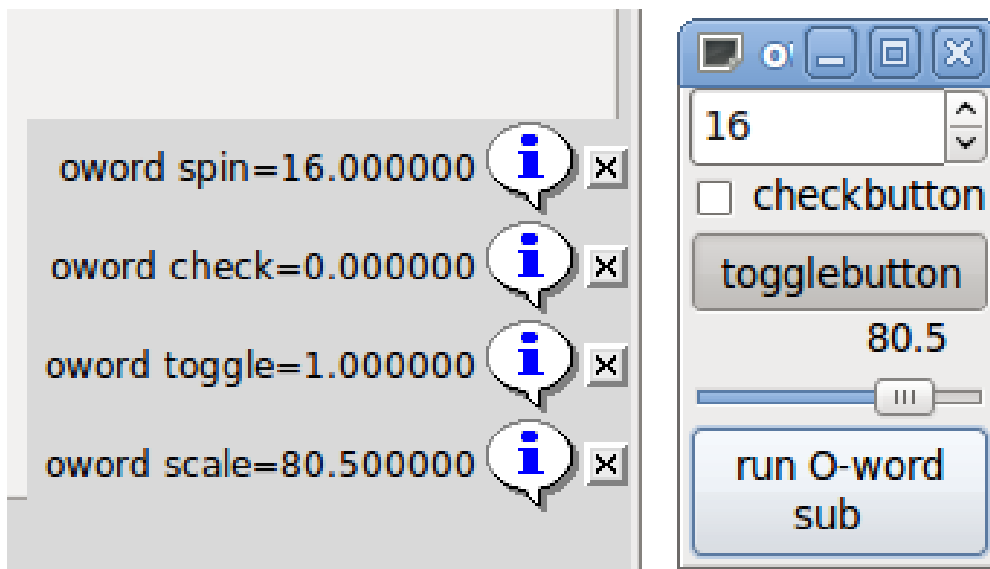 oword spin=16.000000
oword check=0.000000
oword toggle=1.000000
oword scale=80.500000
16
checkbutton
togglebutton
80.5
run O-word
sub